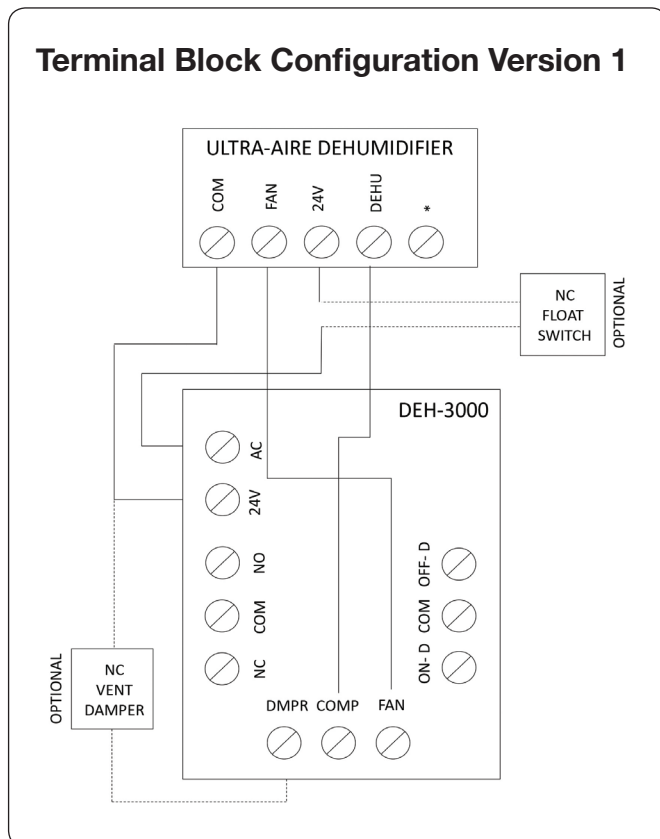 Terminal Block Configuration Version 1
ULTRA-AIRE DEHUMIDIFIER
COM FAN 24V DEHU *
NC
FLOAT
SWITCH
OPTIONAL
DEH-3000
AC
24V
NO
COM
NC
OFF- D
COM
ON- D
OPTIONAL
NC
VENT
DAMPER
DMPR COMP FAN